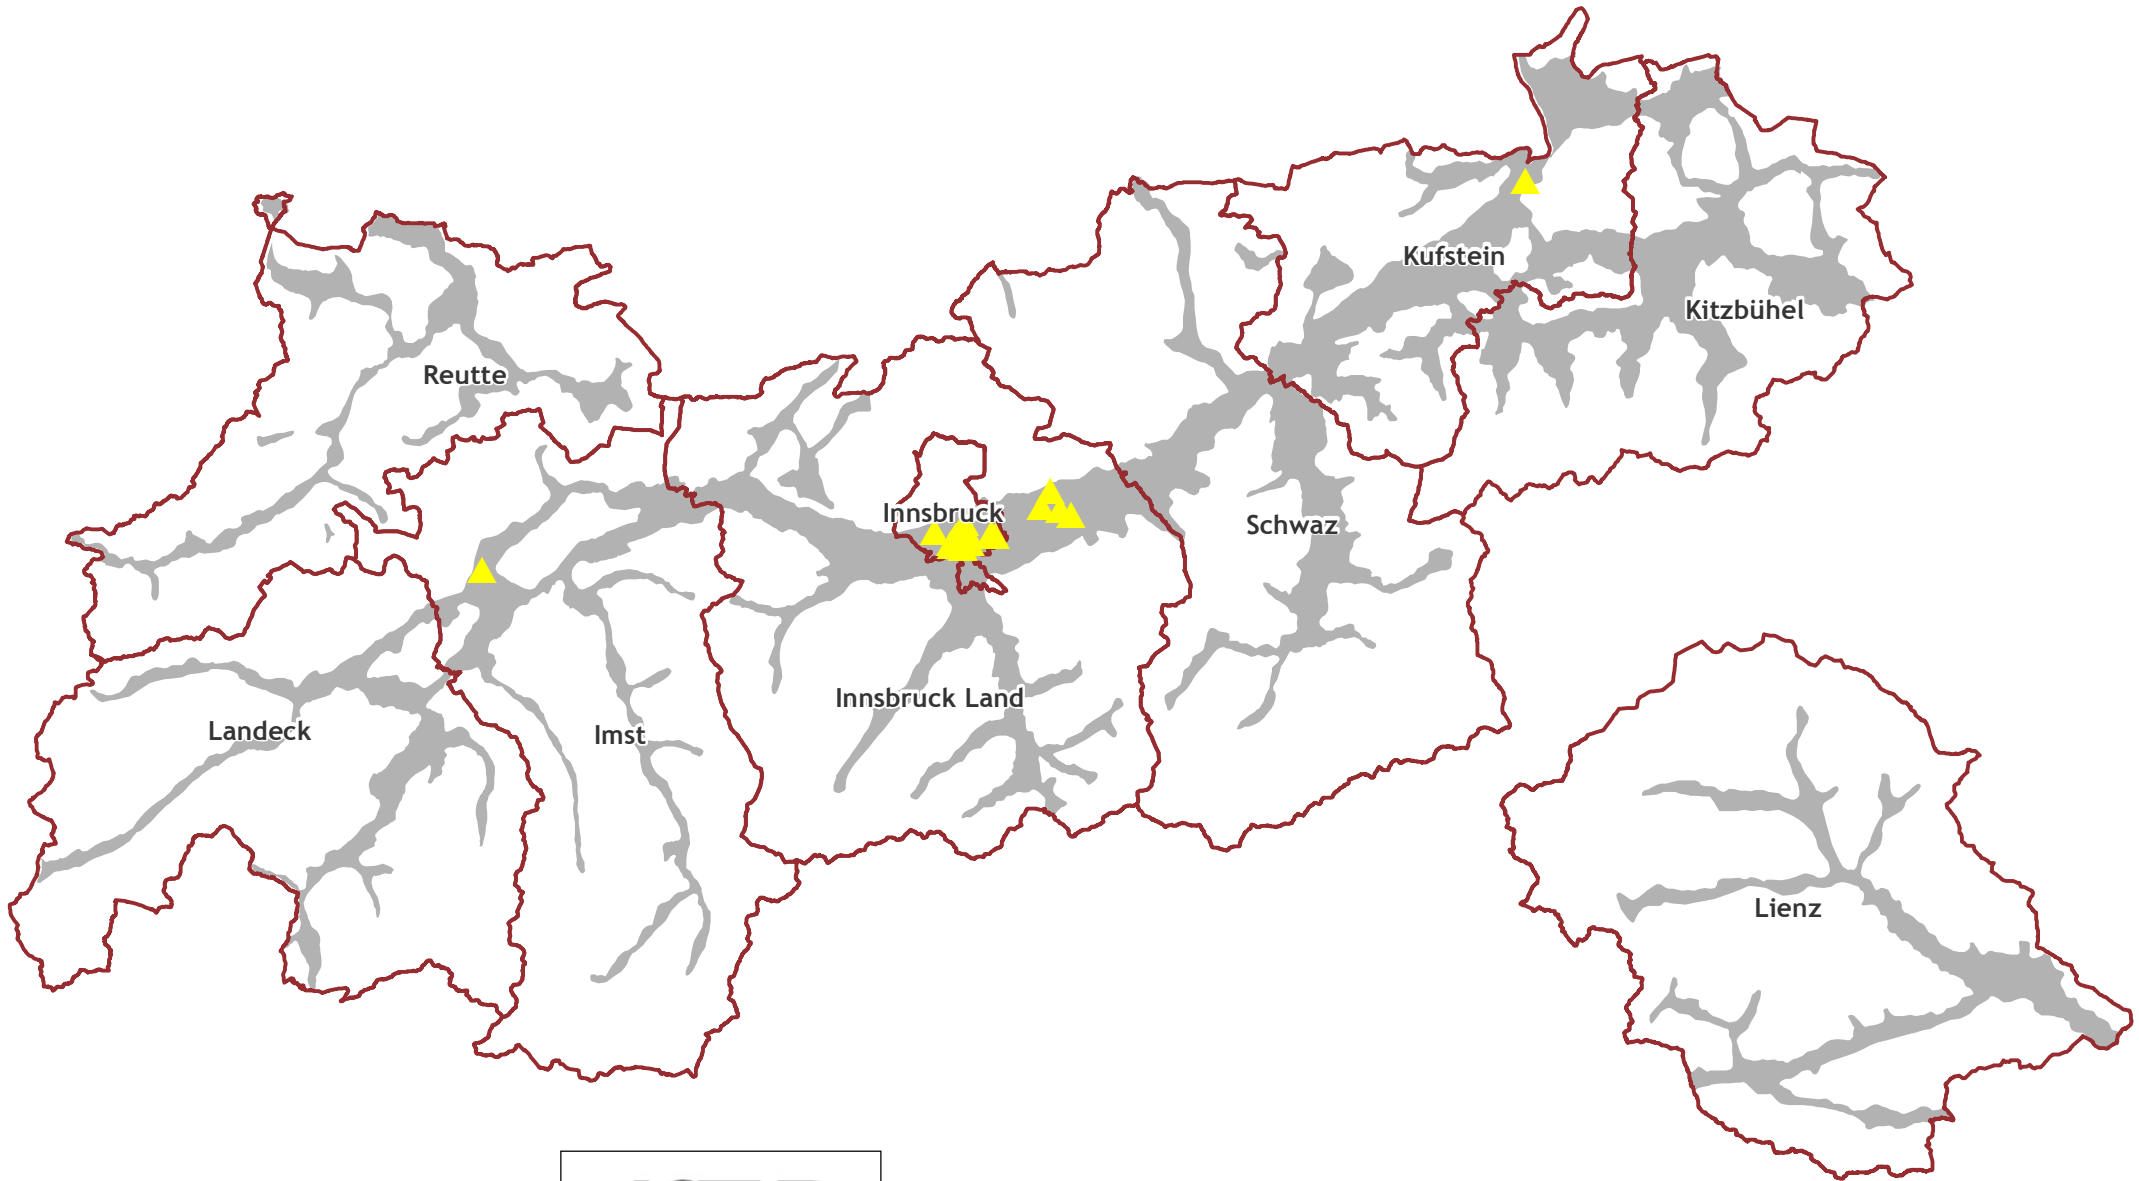 Kufstein
Kitzbühel
Reutte
Innsbruck
Schwaz
Innsbruck Land
Landeck
Imst
Lienz